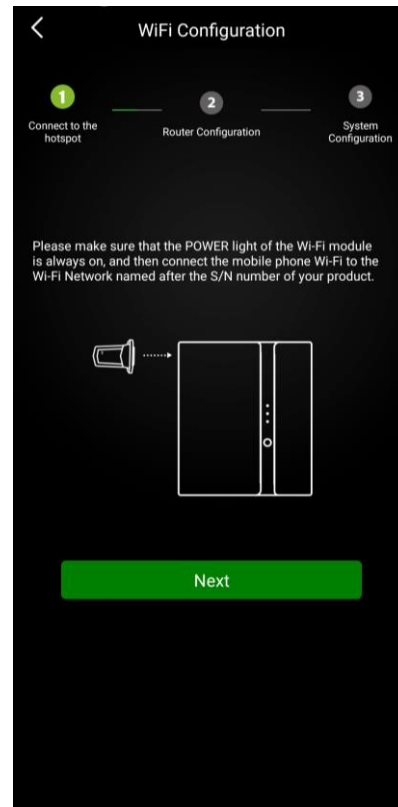 WiFi Configuration
1
2
3
Connect to the
hotspot
Router Configuration
System
Configuration
Please make sure that the POWER light of the Wi-Fi module
is always on, and then connect the mobile phone Wi-Fi to the
Wi-Fi Network named after the S/N number of your product.
Next